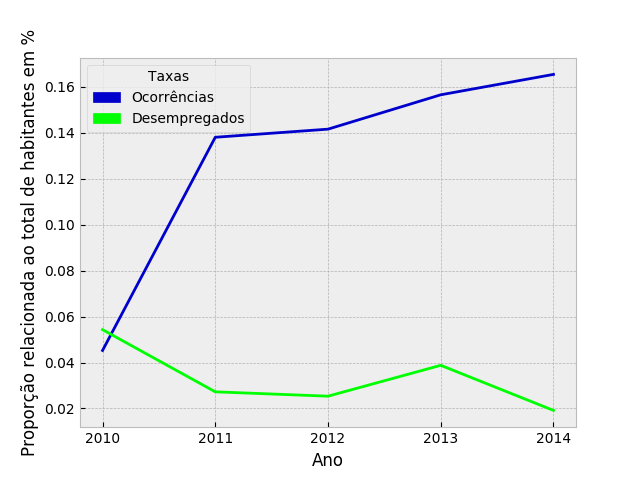 Proporção relacionada ao total de habitantes em %
Taxas
Ocorrências
Desempregados
0.16
0.14
0.12
0.10
0.08
0.06
0.04
0.02
2010 2011 2012 2013 2014
Ano